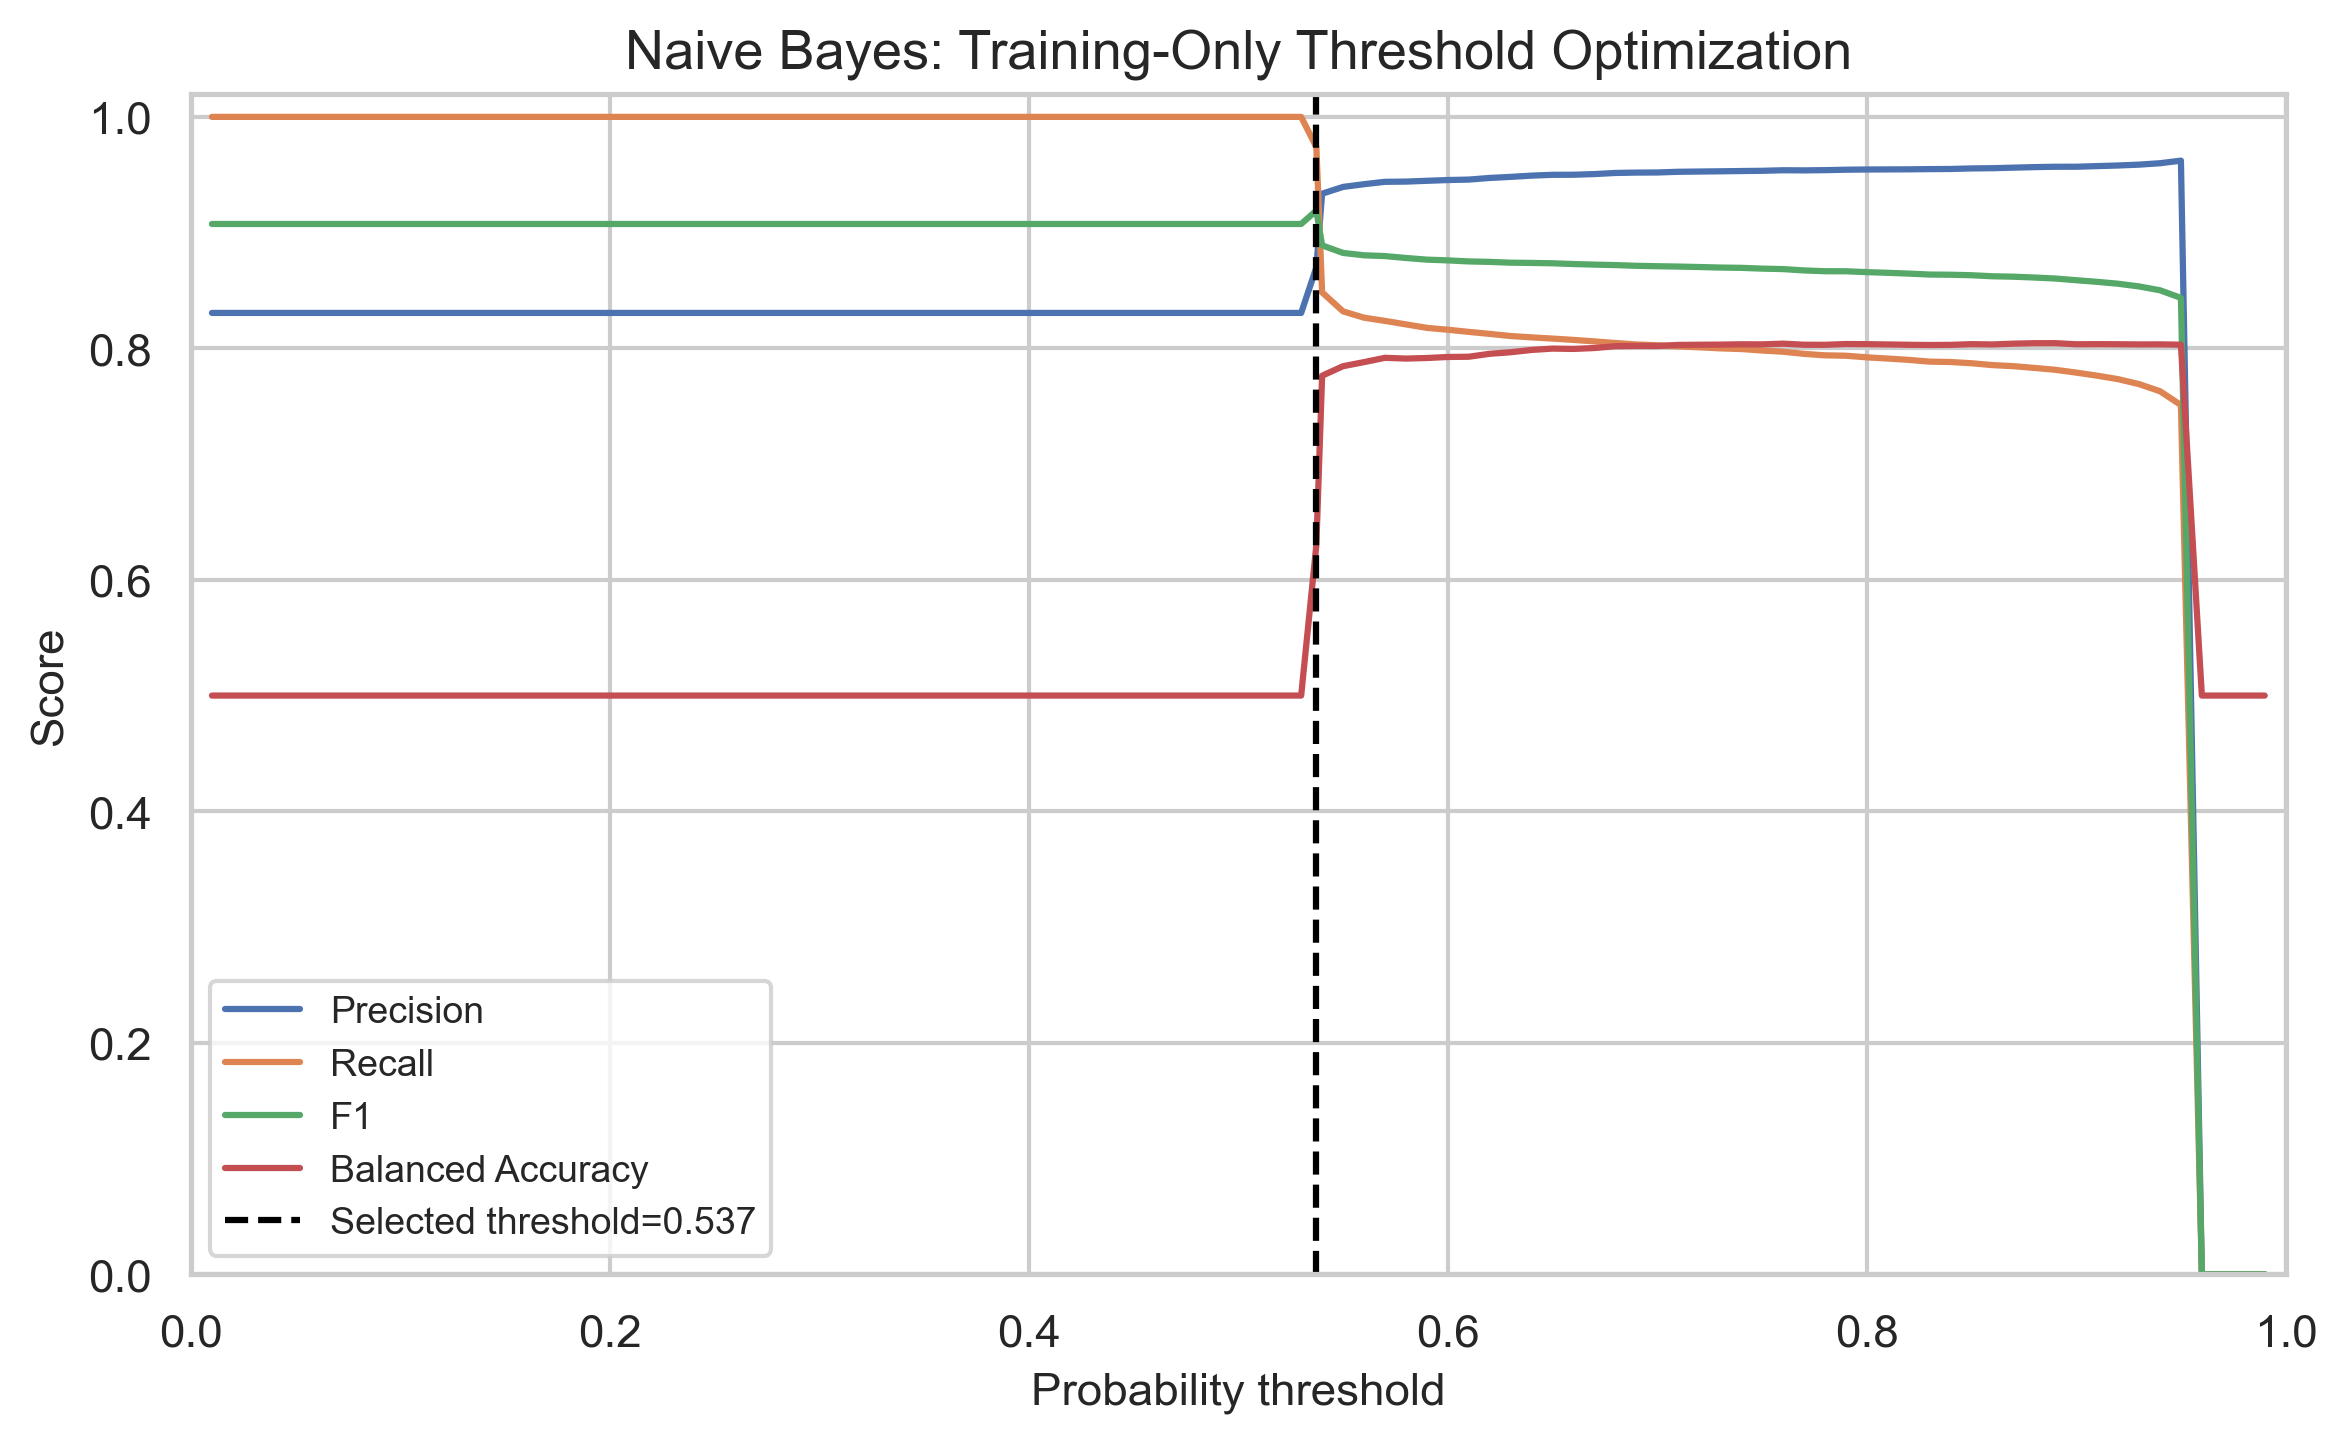 Naive Bayes: Training-Only Threshold Optimization
1.0
0.8
0.6
0.4
0.2
0.0
Score
Precision
Recall
F1
Balanced Accuracy
Selected threshold=0.537
0.0 0.2 0.4 0.6 0.8 1.0
Probability threshold